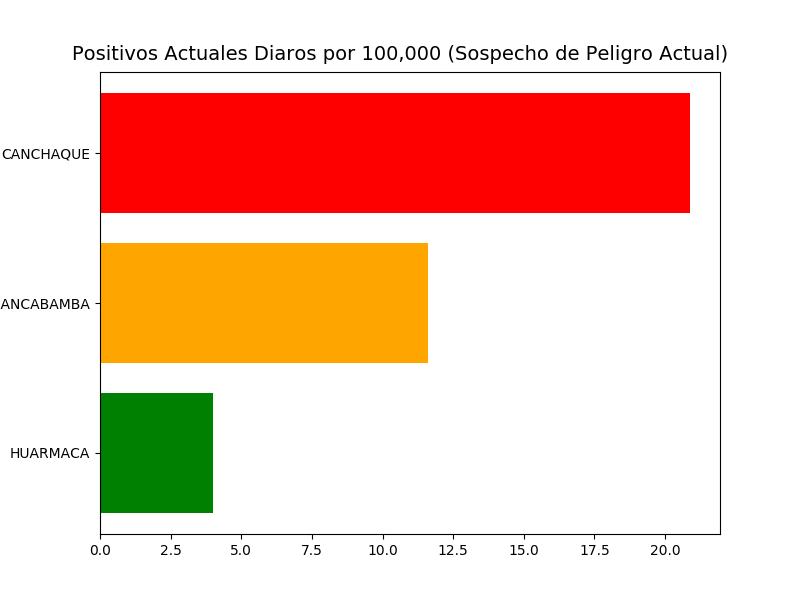 Positivos Actuales Diaros por 100,000 (Sospecho de Peligro Actual)
CANCHAQUE
ANCABAMBA
HUARMACA
0.0 2.5 5.0 7.5 10.0 12.5 15.0 17.5 20.0